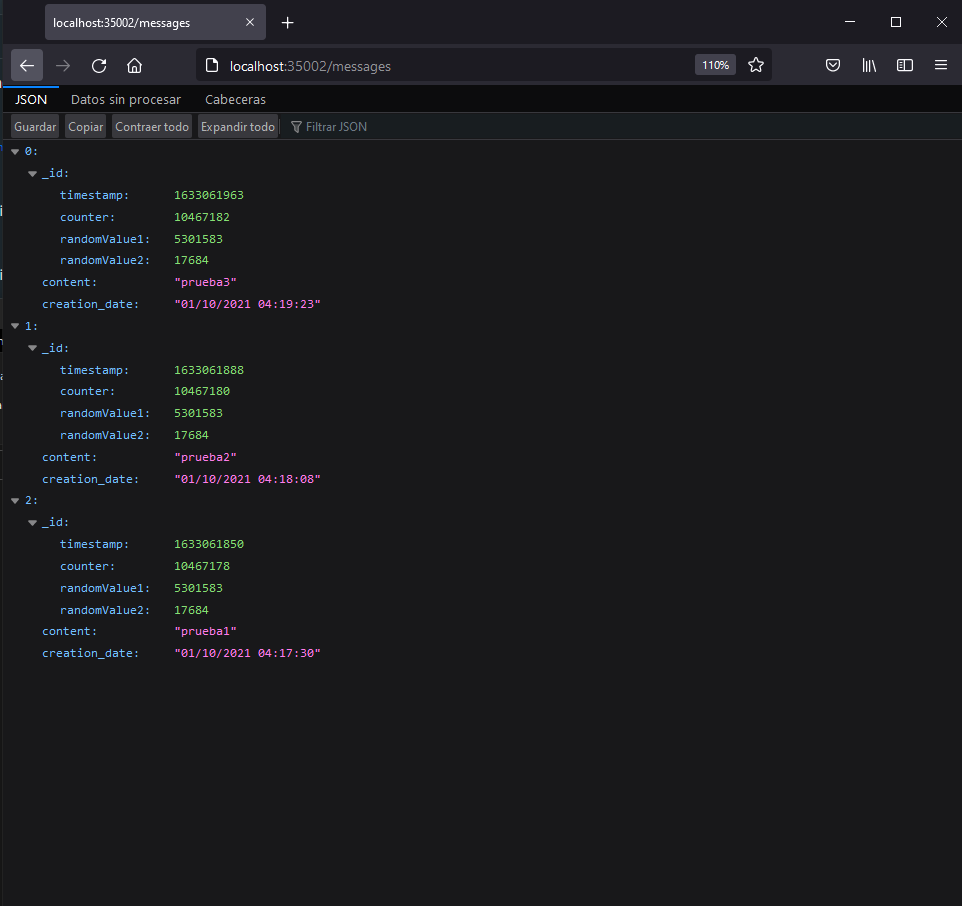 localhost:35002/messages
localhost:35002/messages 110%
JSON Datos sin procesar Cabeceras
Guardar Copiar Contraer todo Expandir todo Filtrar JSON
0:
_id:
timestamp: 1633061963
counter: 10467182
randomValue1: 5301583
randomValue2: 17684
content: "prueba3"
creation_date: "01/10/2021 04:19:23"
1:
_id:
timestamp: 1633061888
counter: 10467180
randomValue1: 5301583
randomValue2: 17684
content: "prueba2"
creation_date: "01/10/2021 04:18:08"
2:
_id:
timestamp: 1633061850
counter: 10467178
randomValue1: 5301583
randomValue2: 17684
content: "prueba1"
creation_date: "01/10/2021 04:17:30"